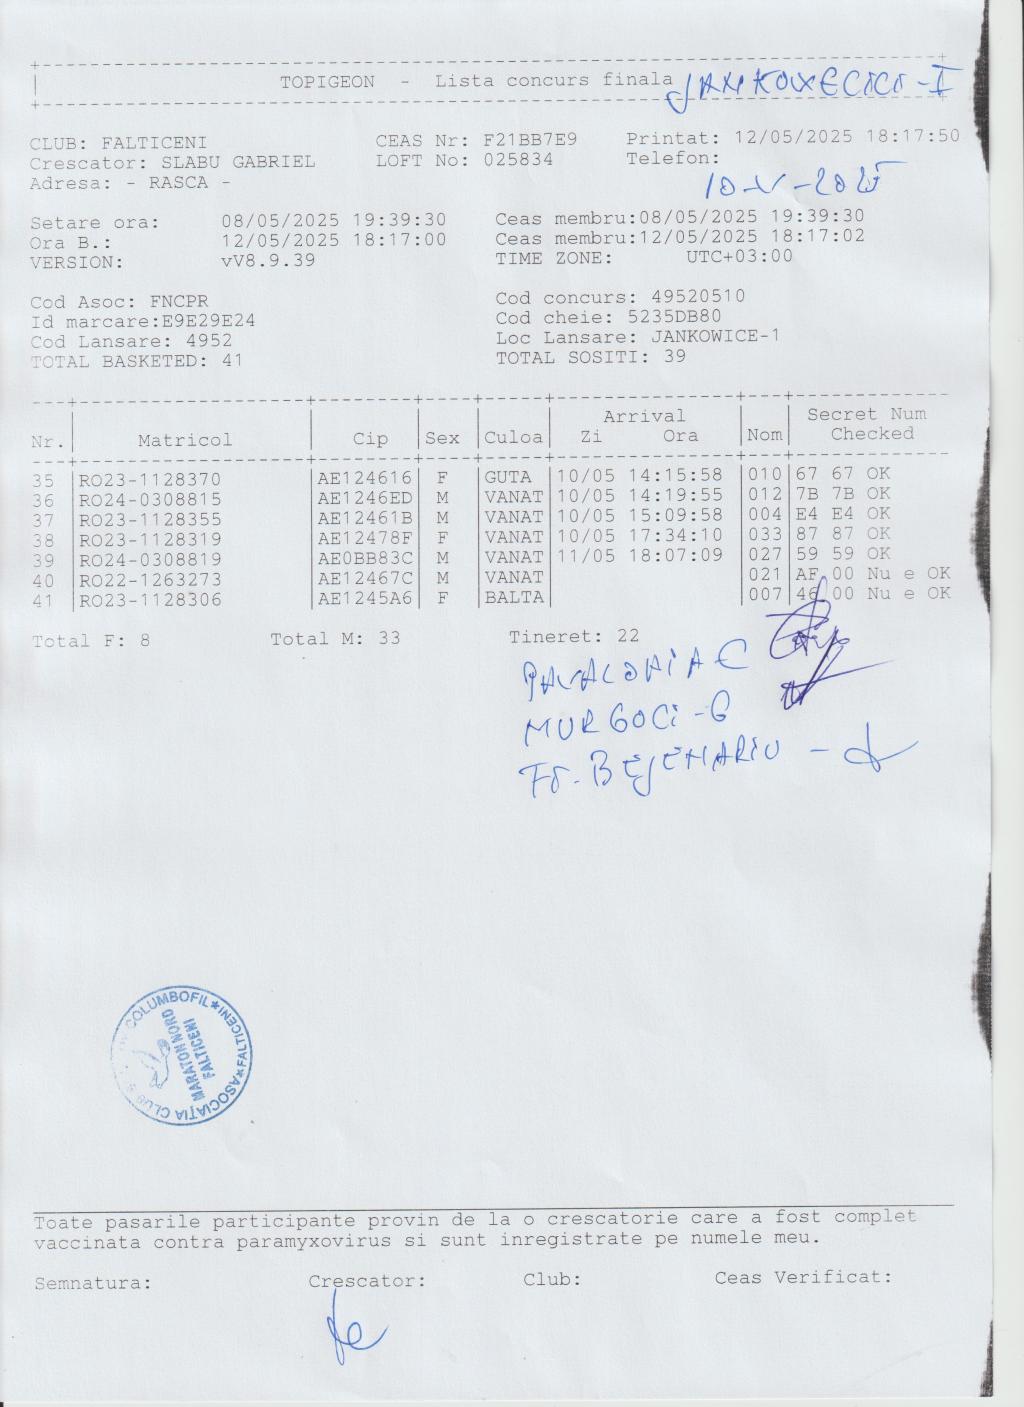 TOPIGEON - Lista concurs finala JANKOWECICI-I
CLUB: FALTICENI CEAS Nr: F21BB7E9 Printat: 12/05/2025 18:17:50
Crescator: SLABU GABRIEL LOFT No: 025834 Telefon:
Adresa: - RASCA -
10-V-2025
Setare ora: 08/05/2025 19:39:30 Ceas membru:08/05/2025 19:39:30
Ora B.: 12/05/2025 18:17:00 Ceas membru:12/05/2025 18:17:02
VERSION: vV8.9.39 TIME ZONE: UTC+03:00
Cod Asoc: FNCPR Cod concurs: 49520510
Id marcare:E9E29E24 Cod cheie: 5235DB80
Cod Lansare: 4952 Loc Lansare: JANKOWICE-1
TOTAL BASKETED: 41 TOTAL SOSITI: 39
Arrival Secret Num
Nr. Matricol Cip Sex Culoa Zi Ora Nom Checked
35 RO23-1128370 AE124616 F GUTA 10/05 14:15:58 010 67 67 OK
36 RO24-0308815 AE1246ED M VANAT 10/05 14:19:55 012 7B 7B OK
37 RO23-1128355 AE12461B M VANAT 10/05 15:09:58 004 E4 E4 OK
38 RO23-1128319 AE12478F F VANAT 10/05 17:34:10 033 87 87 OK
39 RO24-0308819 AE0BB83C M VANAT 11/05 18:07:09 027 59 59 OK
40 RO22-1263273 AE12467C M VANAT 021 AF 00 Nu e OK
41 RO23-1128306 AE1245A6 F BALTA 007 46 00 Nu e OK
Total F: 8 Total M: 33 Tineret: 22
MURGOCI-G
ASOCIAȚIA CLUB COLUMBOFIL * FALTICENI *
MARATON NORD
FALTICENI
Toate pasarile participante provin de la o crescatorie care a fost complet
vaccinata contra paramyxovirus si sunt inregistrate pe numele meu.
Semnatura: Crescator: Club: Ceas Verificat: